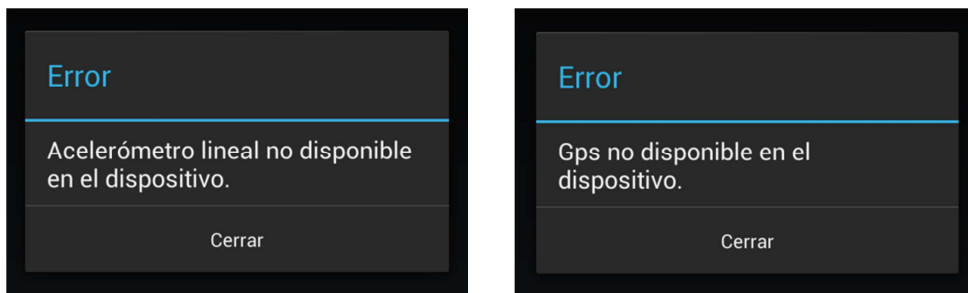 Error
Acelerómetro lineal no disponible
en el dispositivo.
Cerrar
Error
Gps no disponible en el
dispositivo.
Cerrar